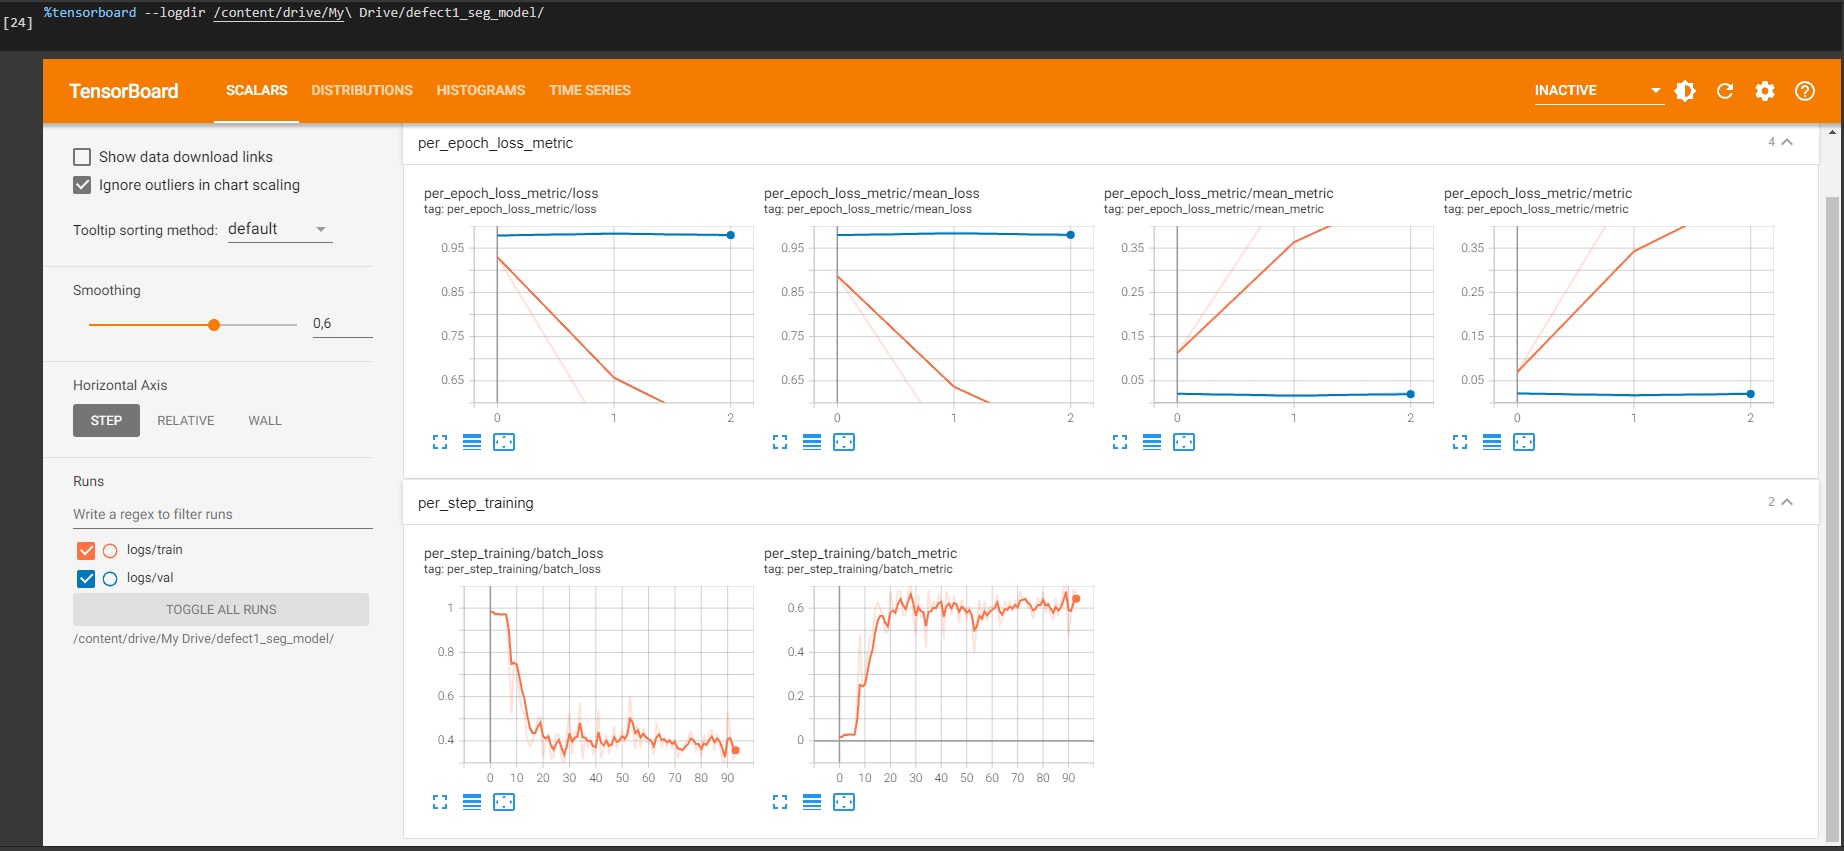 %tensorboard --logdir /content/drive/My\ Drive/defect1_seg_model/
[24]
TensorBoard SCALARS DISTRIBUTIONS HISTOGRAMS TIME SERIES INACTIVE
Show data download links
Ignore outliers in chart scaling
Tooltip sorting method: default
Smoothing
0,6
Horizontal Axis
STEP RELATIVE WALL
Runs
Write a regex to filter runs
logs/train
logs/val
TOGGLE ALL RUNS
/content/drive/My Drive/defect1_seg_model/
per_epoch_loss_metric 4
per_epoch_loss_metric/loss
tag: per_epoch_loss_metric/loss
0.95
0.85
0.75
0.65
0 1 2
per_epoch_loss_metric/mean_loss
tag: per_epoch_loss_metric/mean_loss
0.95
0.85
0.75
0.65
0 1 2
per_epoch_loss_metric/mean_metric
tag: per_epoch_loss_metric/mean_metric
0.35
0.25
0.15
0.05
0 1 2
per_epoch_loss_metric/metric
tag: per_epoch_loss_metric/metric
0.35
0.25
0.15
0.05
0 1 2
per_step_training 2
per_step_training/batch_loss
tag: per_step_training/batch_loss
1
0.8
0.6
0.4
0 10 20 30 40 50 60 70 80 90
per_step_training/batch_metric
tag: per_step_training/batch_metric
0.6
0.4
0.2
0
0 10 20 30 40 50 60 70 80 90